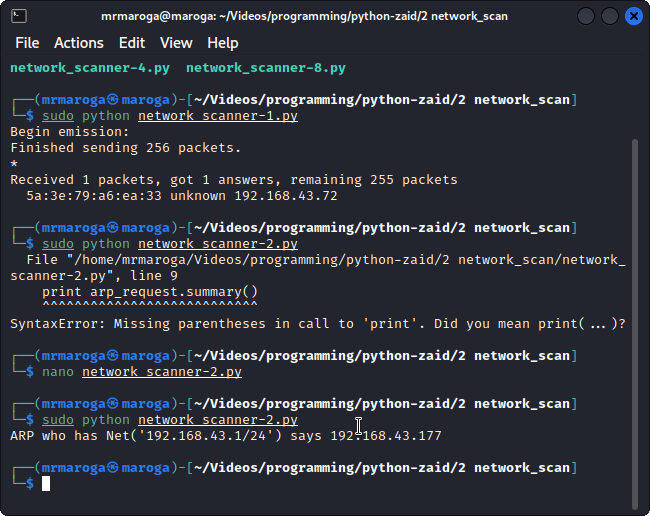 mrmaroga@maroga: ~/Videos/programming/python-zaid/2 network_scan
File Actions Edit View Help
network_scanner-4.py network_scanner-8.py
┌──(mrmaroga㉿maroga)-[~/Videos/programming/python-zaid/2 network_scan]
└─$ sudo python network_scanner-1.py
Begin emission:
Finished sending 256 packets.
*
Received 1 packets, got 1 answers, remaining 255 packets
5a:3e:79:a6:ea:33 unknown 192.168.43.72
┌──(mrmaroga㉿maroga)-[~/Videos/programming/python-zaid/2 network_scan]
└─$ sudo python network_scanner-2.py
File "/home/mrmaroga/Videos/programming/python-zaid/2 network_scan/network_
scanner-2.py", line 9
print arp_request.summary()
^^^^^^^^^^^^^^^^^^^^^^^^^^^
SyntaxError: Missing parentheses in call to 'print'. Did you mean print(...)?
┌──(mrmaroga㉿maroga)-[~/Videos/programming/python-zaid/2 network_scan]
└─$ nano network_scanner-2.py
┌──(mrmaroga㉿maroga)-[~/Videos/programming/python-zaid/2 network_scan]
└─$ sudo python network_scanner-2.py
ARP who has Net('192.168.43.1/24') says 192.168.43.177
┌──(mrmaroga㉿maroga)-[~/Videos/programming/python-zaid/2 network_scan]
└─$